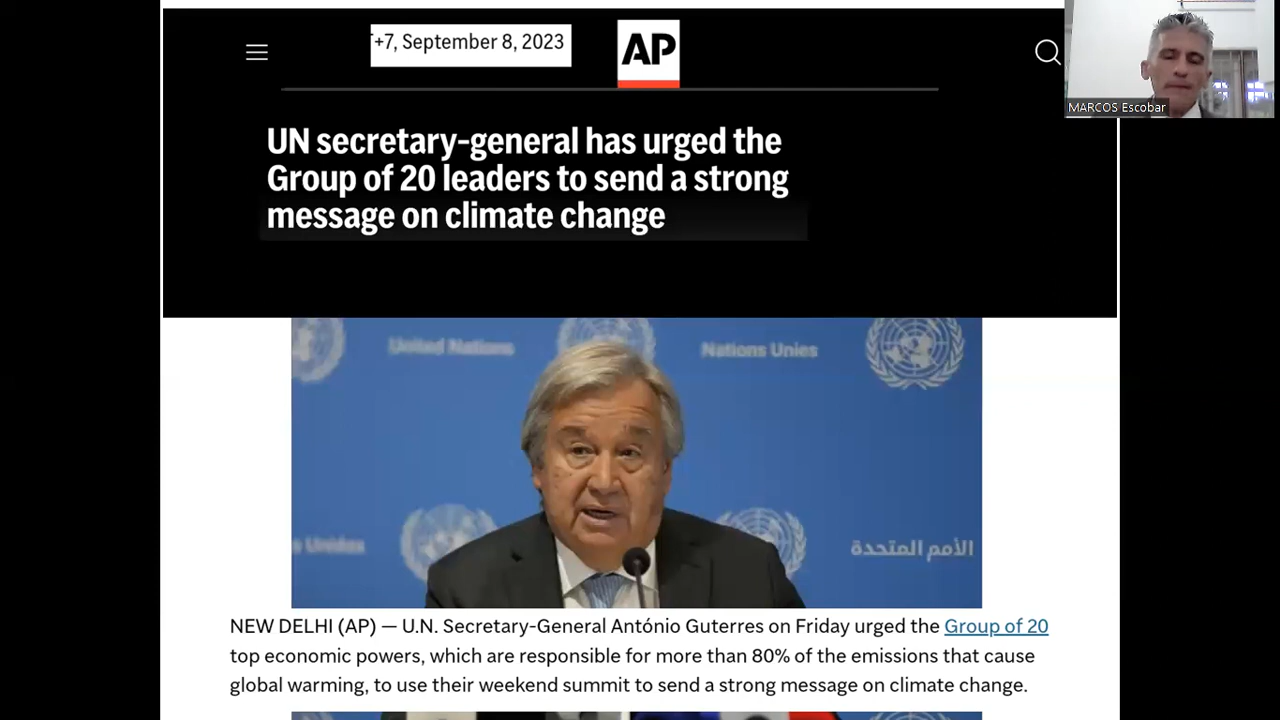 +7, September 8, 2023
AP
MARCOS Escobar
UN secretary-general has urged the
Group of 20 leaders to send a strong
message on climate change
United Nations
Nations Unies
Unidas
الأمم المتحدة
NEW DELHI (AP) — U.N. Secretary-General António Guterres on Friday urged the Group of 20
top economic powers, which are responsible for more than 80% of the emissions that cause
global warming, to use their weekend summit to send a strong message on climate change.